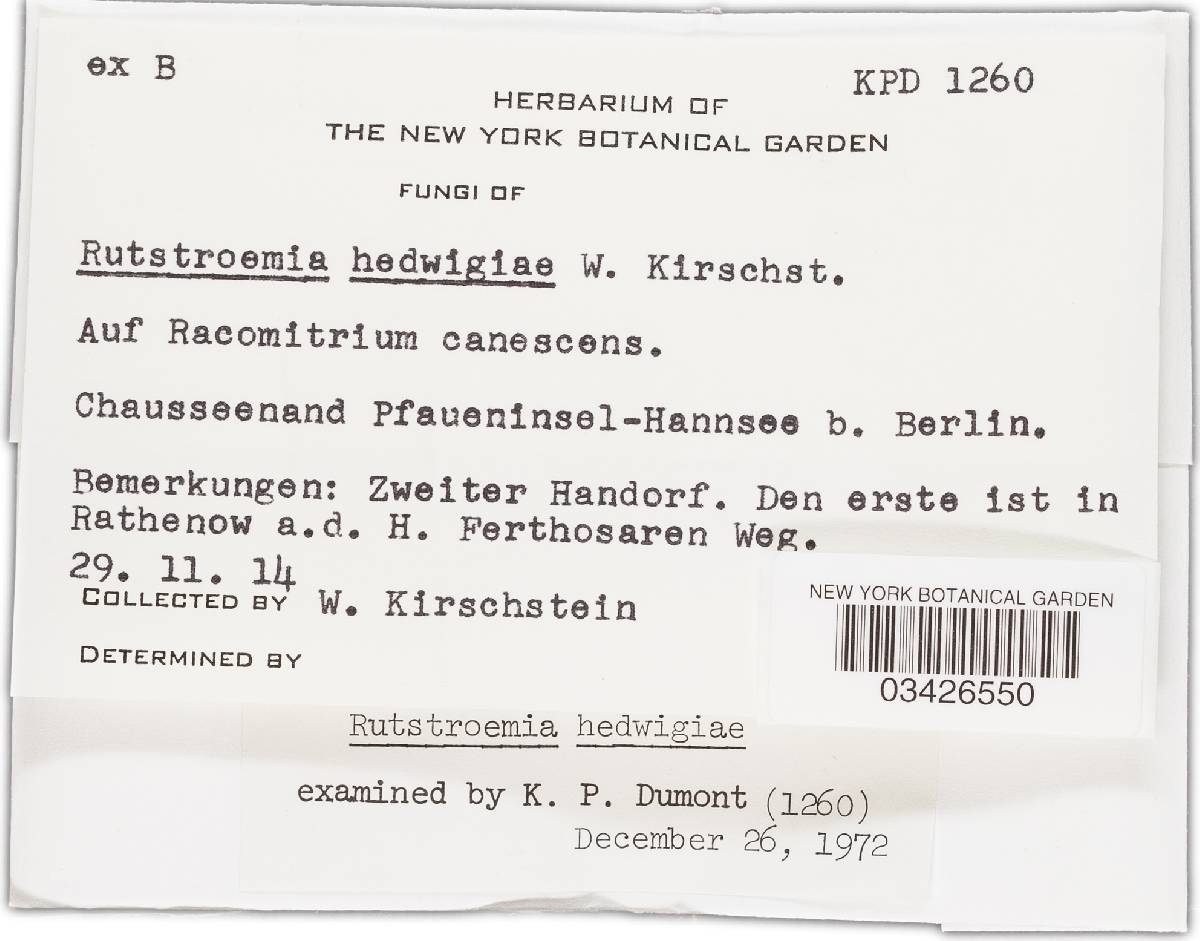 ex B
KPD 1260
HERBARIUM OF
THE NEW YORK BOTANICAL GARDEN
FUNGI OF
Rutstroemia hedwigiae W. Kirschst.
Auf Racomitrium canescens.
Chausseenand Pfaueninsel-Hannsee b. Berlin.
Bemerkungen: Zweiter Handorf. Den erste ist in
Rathenow a.d. H. Ferthosaren Weg.
29. 11. 14
COLLECTED BY W. Kirschstein
DETERMINED BY
NEW YORK BOTANICAL GARDEN
03426550
Rutstroemia hedwigiae
examined by K. P. Dumont (1260)
December 26, 1972